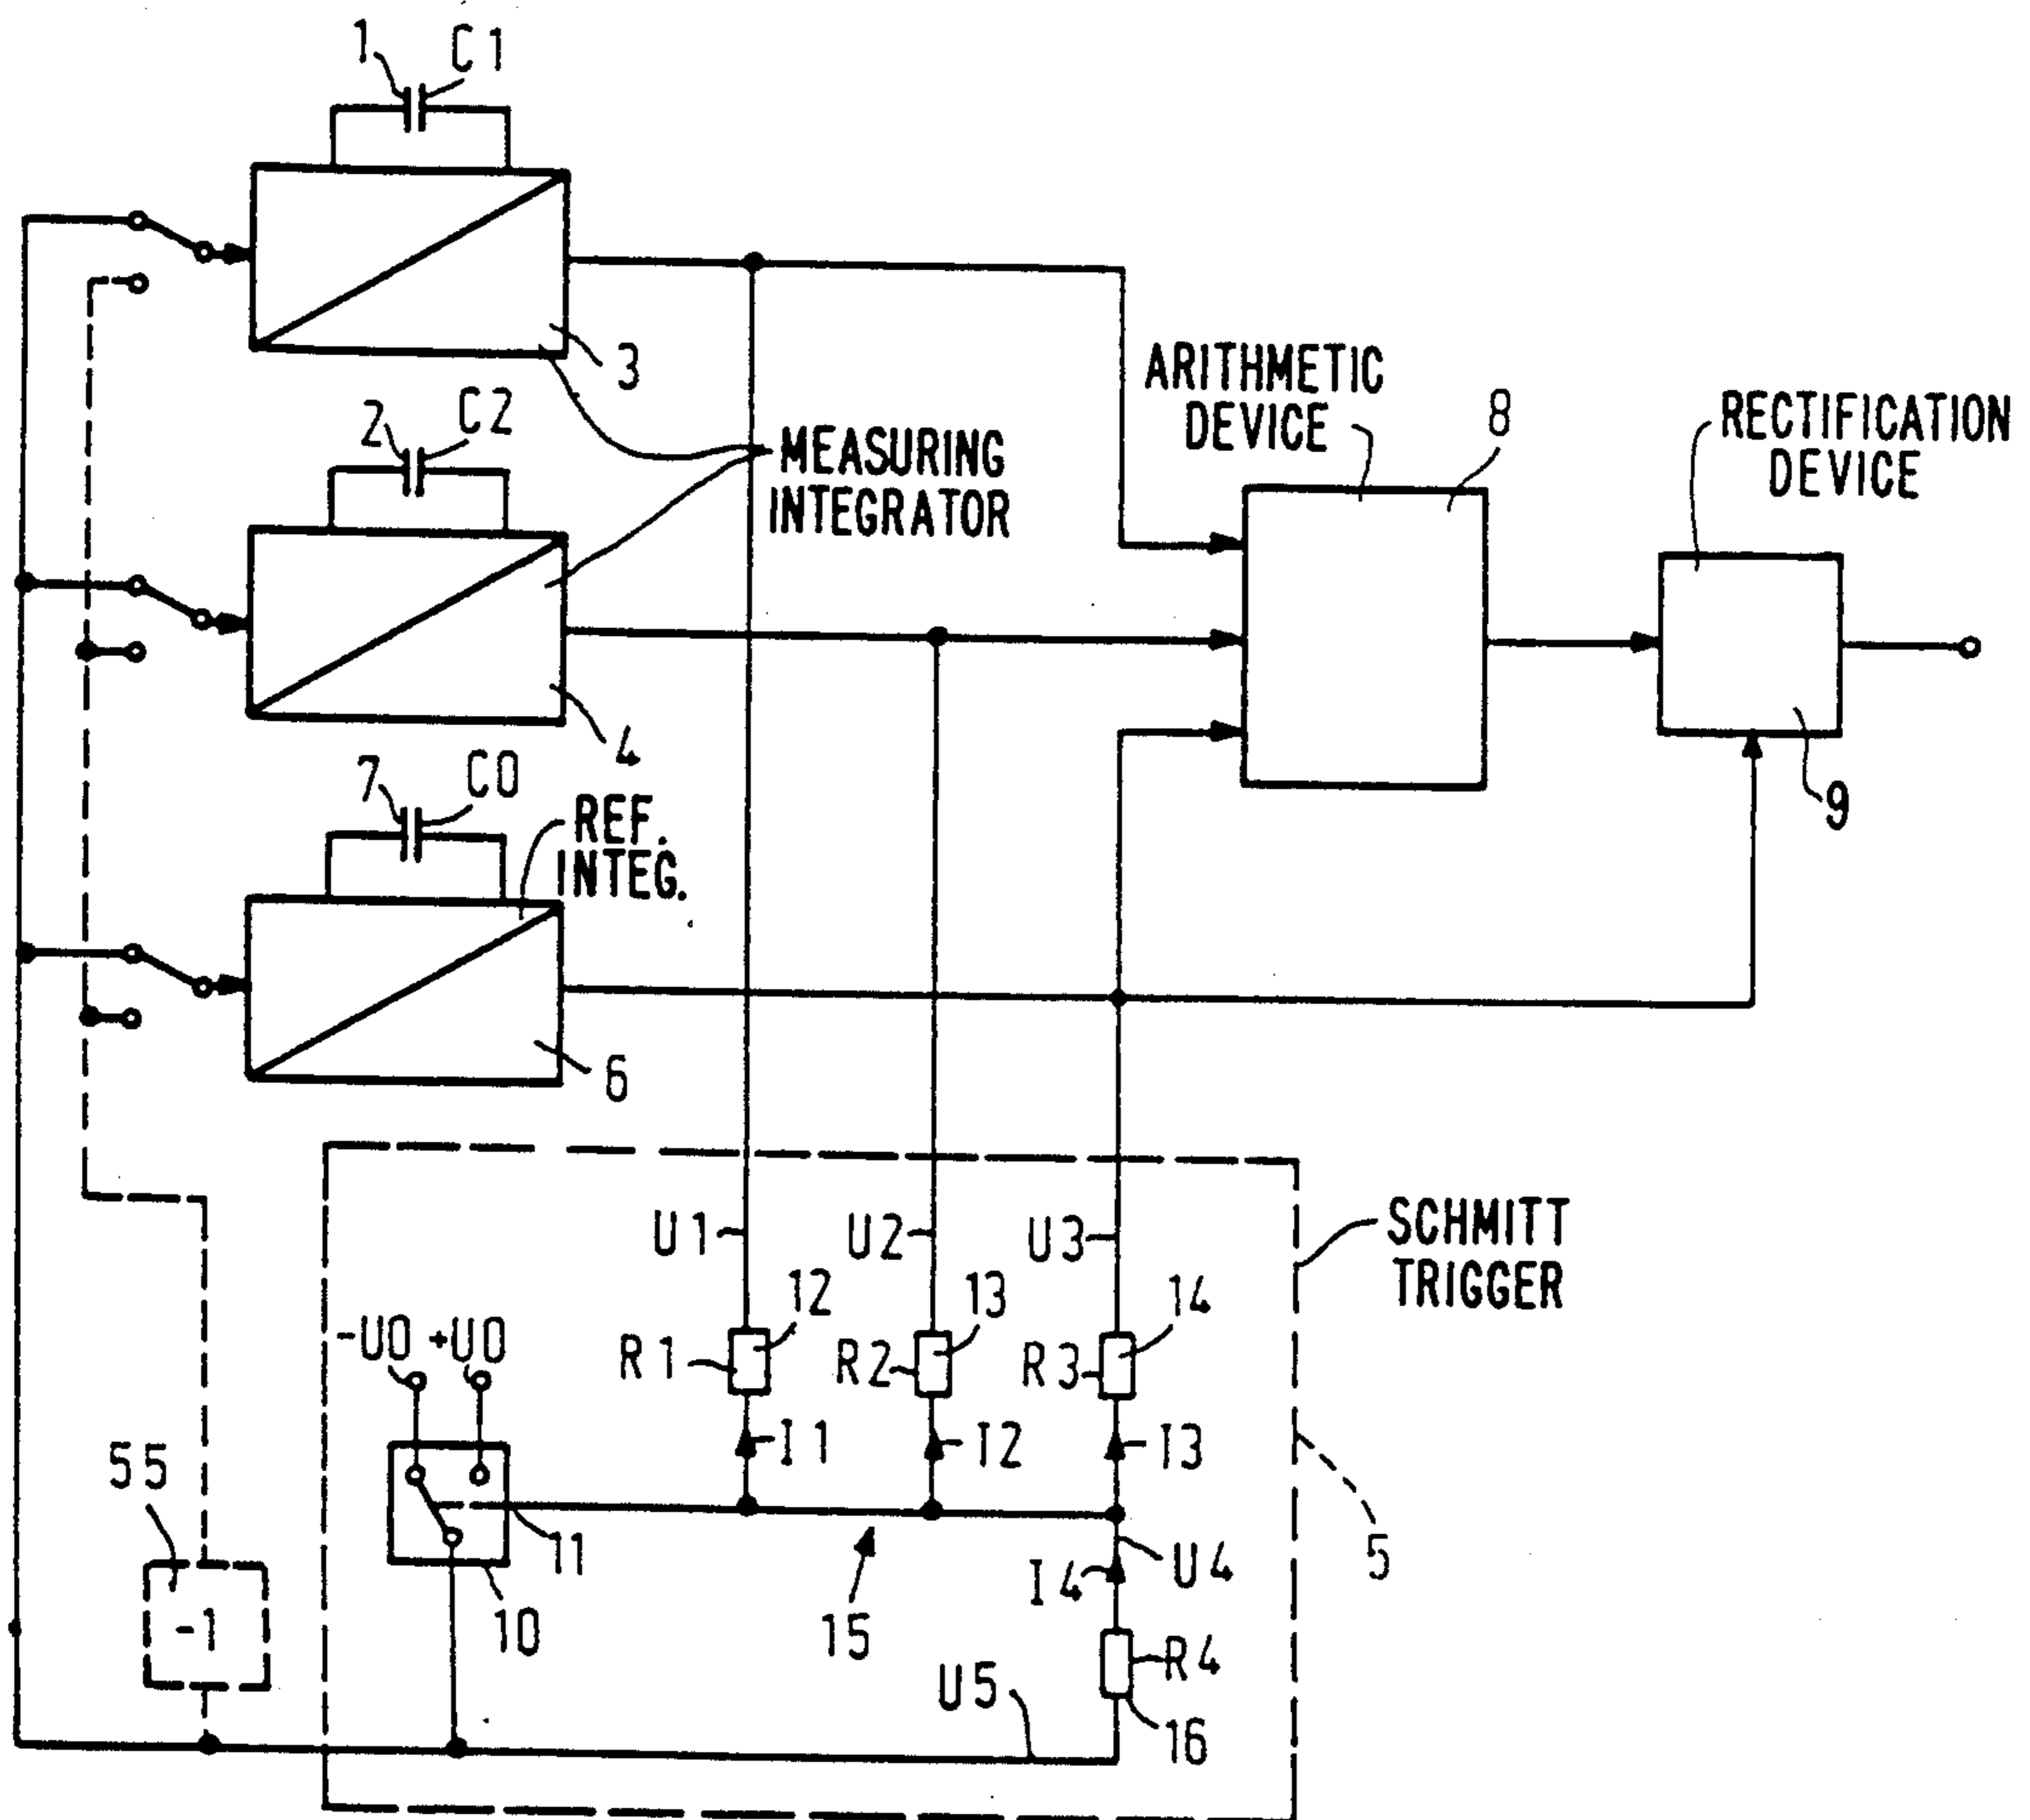 1
C1
3
ARITHMETIC
DEVICE
8
RECTIFICATION
DEVICE
2
C2
MEASURING
INTEGRATOR
4
9
7
C0
REF.
INTEG.
6
U1
U2
U3
SCHMITT
TRIGGER
12
13
14
-U0 +U0
R1
R2
R3
I1
I2
I3
55
11
5
-1
10
15
I4
U4
R4
U5
16